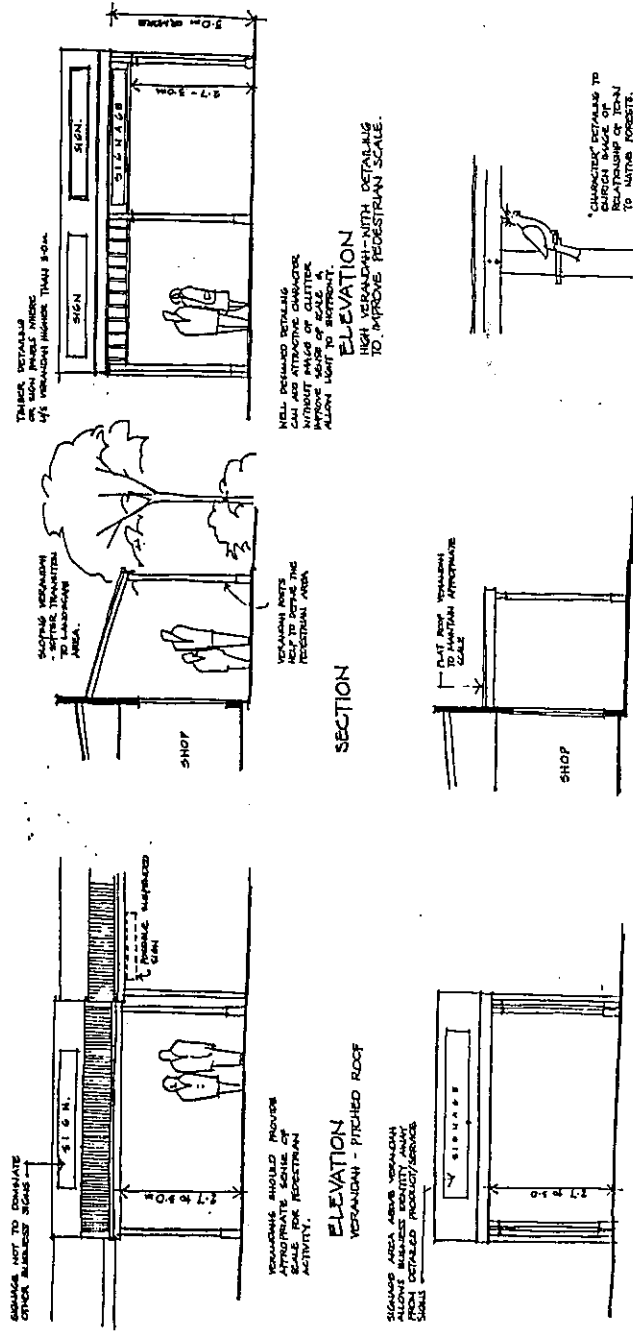 SIGNAGE NOT TO DOMINATE
OTHER BUSINESS SIGNS
SIGN.
2.7 TO 3.0M
POSSIBLE SUSPENDED
SIGN
VERANDAHS SHOULD PROVIDE
APPROPRIATE SENSE OF
SCALE FOR PEDESTRIAN
ACTIVITY.
ELEVATION
VERANDAH - PITCHED ROOF
SLOPING VERANDAH
- SOFTER TRANSITION
TO LANDSCAPE
AREA.
SHOP
VERANDAH POSTS
HELP TO DEFINE THE
PEDESTRIAN AREA
SECTION
TIMBER DETAILING
OR SIGN PANELS WHERE
U/S VERANDAH HIGHER THAN 3.0M
SIGN
SIGN.
SIGNAGE
2.7 - 3.0M
3.0M OR MORE
WELL DESIGNED DETAILING
CAN ADD ATTRACTIVE CHARACTER
WITHOUT IMAGE OF CLUTTER
IMPROVE SENSE OF SCALE &
ALLOW LIGHT TO SHOPFRONT.
ELEVATION
HIGH VERANDAH - WITH DETAILING
TO IMPROVE PEDESTRIAN SCALE.
SIGNAGE AREA ABOVE VERANDAH
ALLOWS BUSINESS IDENTITY AWAY
FROM DETAILED PRODUCT/SERVICE
SIGNS
SIGNAGE
2.7 TO 3.0
FLAT ROOF VERANDAH
TO MAINTAIN APPROPRIATE
SCALE
SHOP
"CHARACTER" DETAILING TO
ENRICH IMAGE OF
RELATIONSHIP OF TOWN
TO NATIVE FORESTS.